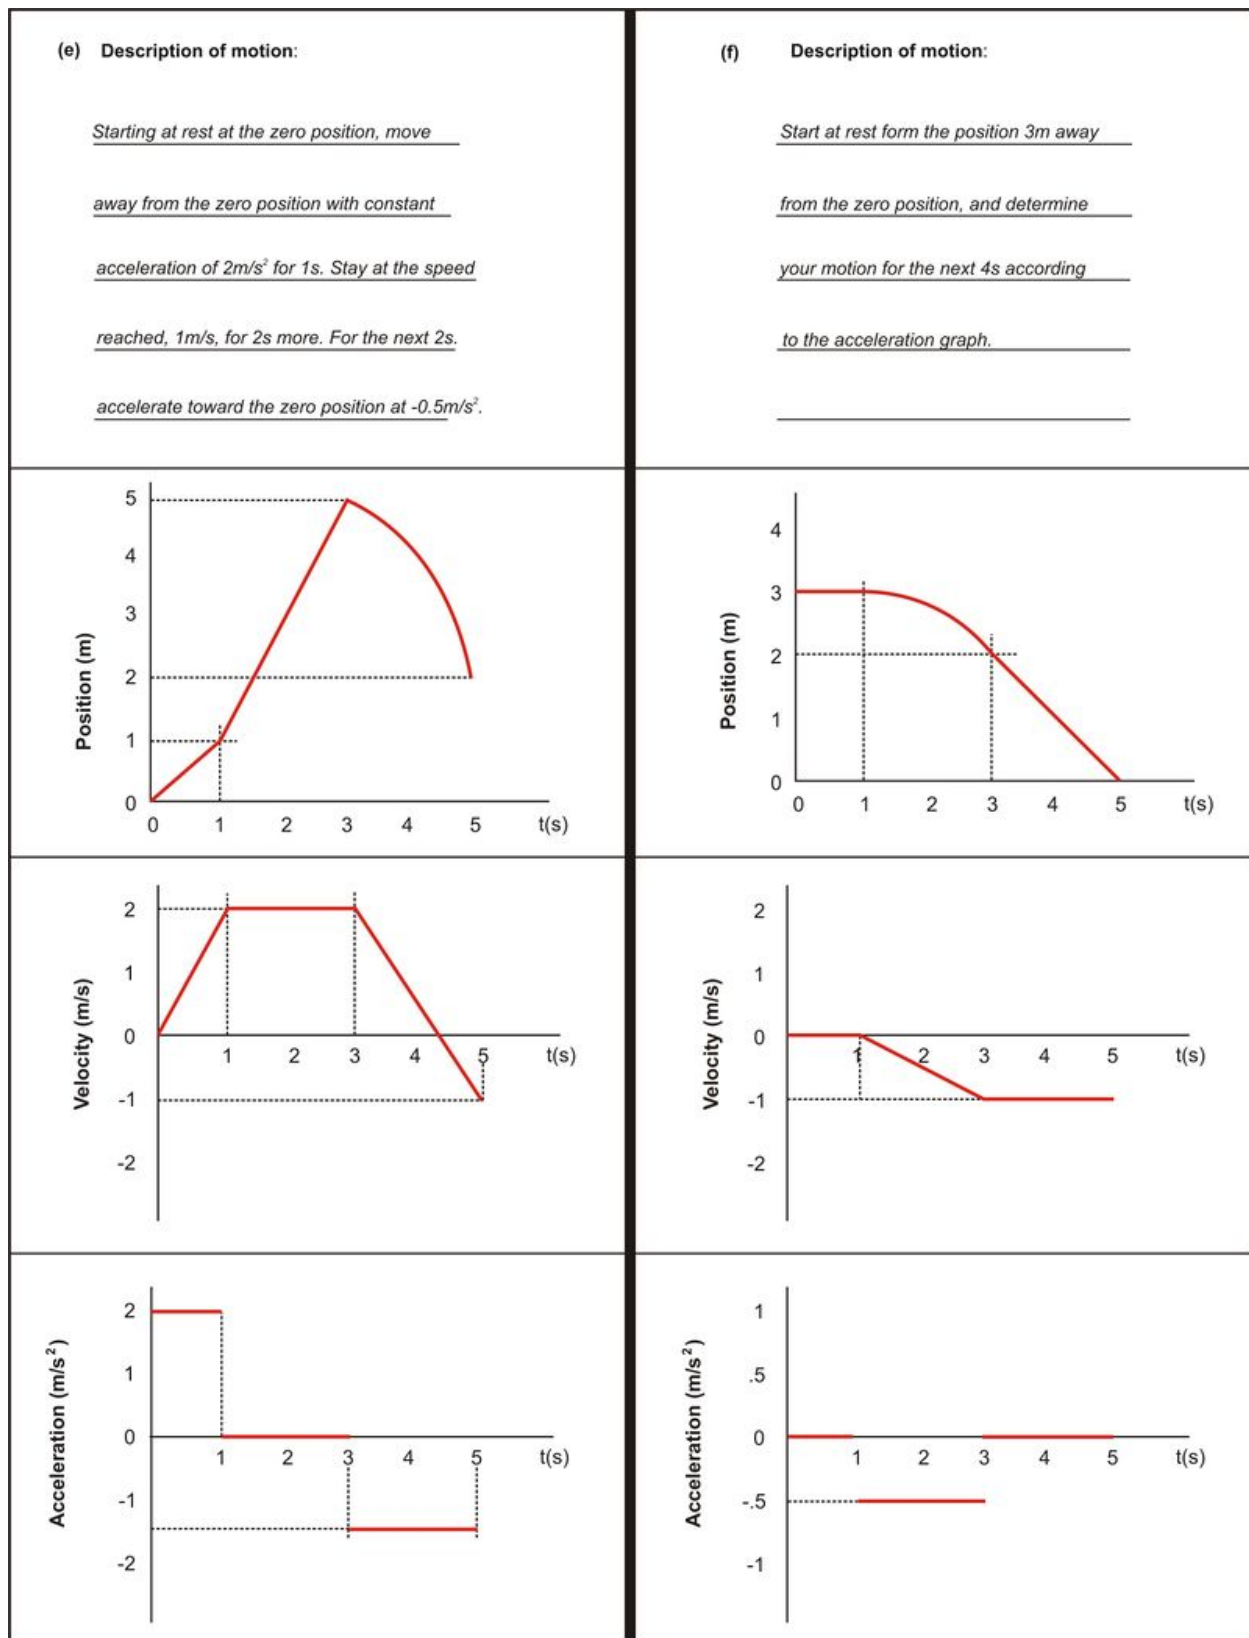 (e) Description of motion:
Starting at rest at the zero position, move
away from the zero position with constant
acceleration of 2m/s² for 1s. Stay at the speed
reached, 1m/s, for 2s more. For the next 2s.
accelerate toward the zero position at -0.5m/s².
(f) Description of motion:
Start at rest form the position 3m away
from the zero position, and determine
your motion for the next 4s according
to the acceleration graph.
Position (m)
5
4
3
2
1
0
0 1 2 3 4 5 t(s)
Position (m)
4
3
2
1
0
0 1 2 3 4 5 t(s)
Velocity (m/s)
2
1
0
-1
-2
1 2 3 4 5 t(s)
Velocity (m/s)
2
1
0
-1
-2
1 2 3 4 5 t(s)
Acceleration (m/s²)
2
1
0
-1
-2
1 2 3 4 5 t(s)
Acceleration (m/s²)
1
.5
0
-.5
-1
1 2 3 4 5 t(s)